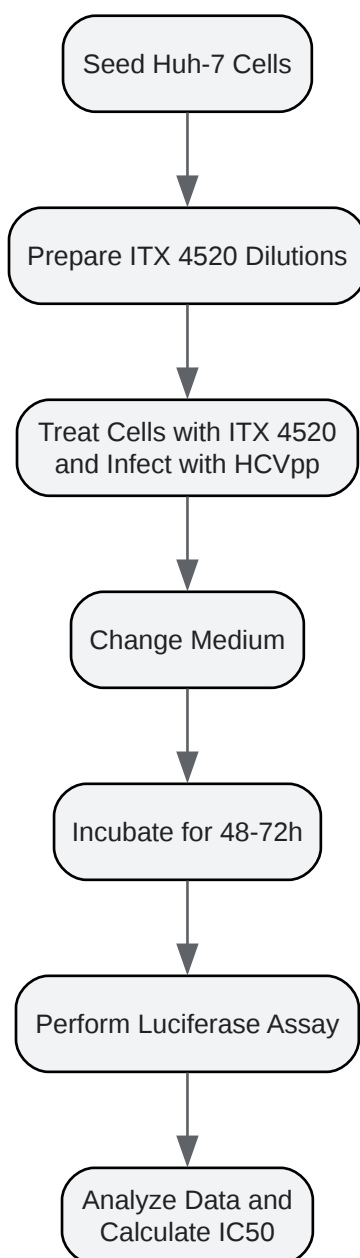 Seed Huh-7 Cells
Prepare ITX 4520 Dilutions
Treat Cells with ITX 4520
and Infect with HCVpp
Change Medium
Incubate for 48-72h
Perform Luciferase Assay
Analyze Data and
Calculate IC50